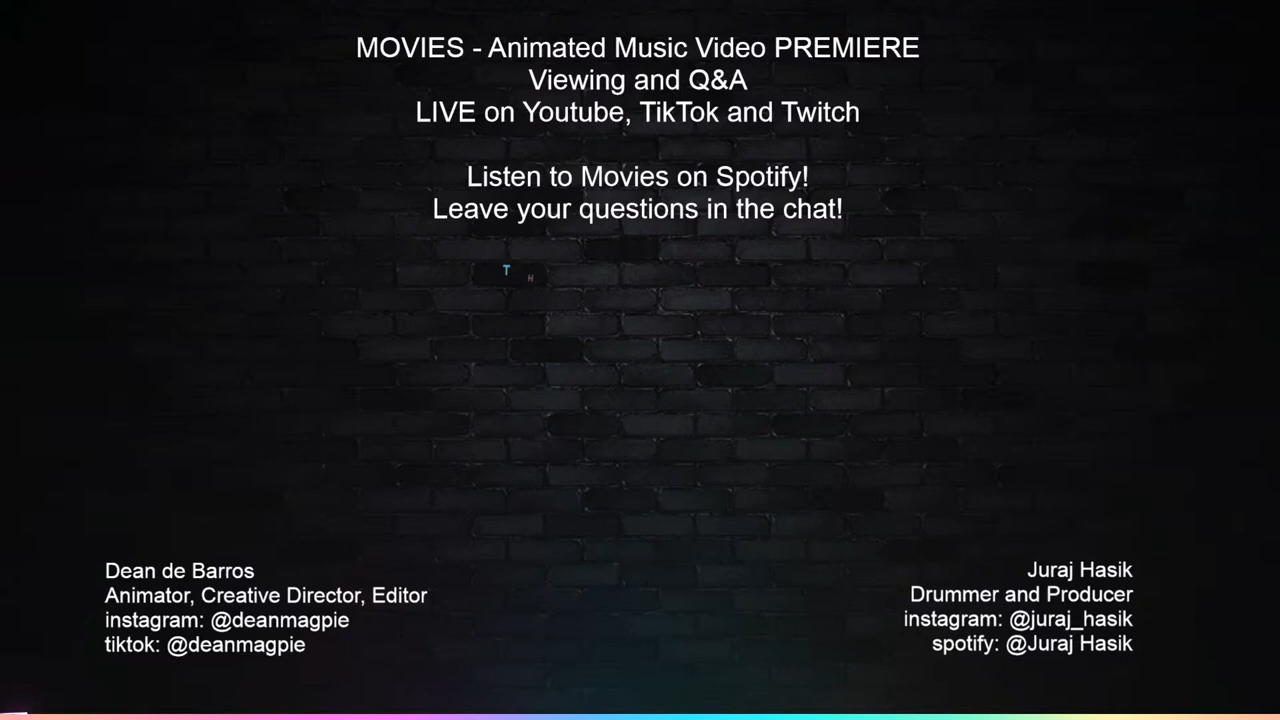 MOVIES - Animated Music Video PREMIERE
Viewing and Q&A
LIVE on Youtube, TikTok and Twitch
Listen to Movies on Spotify!
Leave your questions in the chat!
T H
Dean de Barros
Animator, Creative Director, Editor
instagram: @deanmagpie
tiktok: @deanmagpie
Juraj Hasik
Drummer and Producer
instagram: @juraj_hasik
spotify: @Juraj Hasik